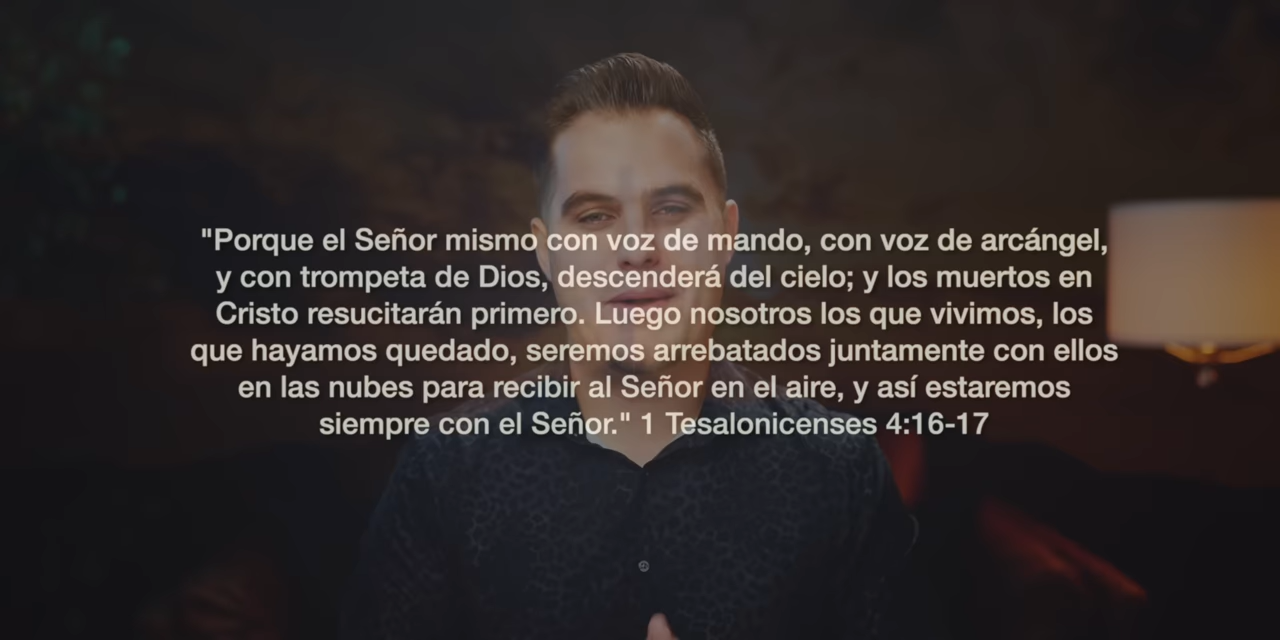 "Porque el Señor mismo con voz de mando, con voz de arcángel,
y con trompeta de Dios, descenderá del cielo; y los muertos en
Cristo resucitarán primero. Luego nosotros los que vivimos, los
que hayamos quedado, seremos arrebatados juntamente con ellos
en las nubes para recibir al Señor en el aire, y así estaremos
siempre con el Señor." 1 Tesalonicenses 4:16-17